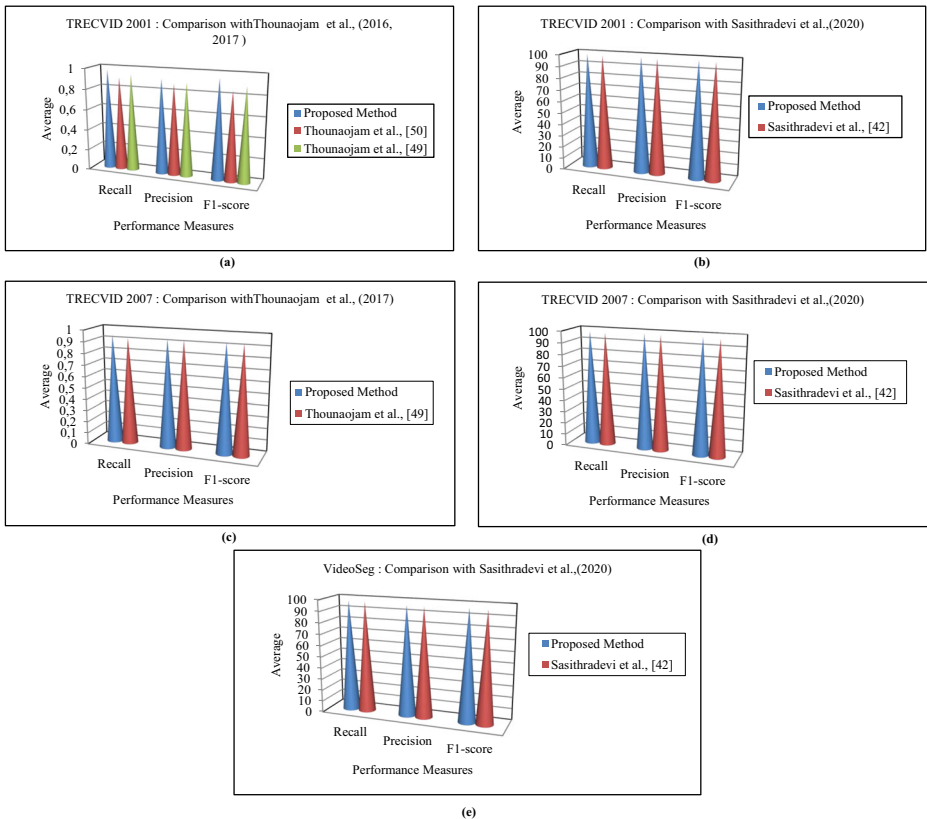 TRECVID 2001 : Comparison withThounaojam et al., (2016,
2017 )
Average
1
0,8
0,6
0,4
0,2
0
Recall
Precision
F1-score
Performance Measures
Proposed Method
Thounaojam et al., [50]
Thounaojam et al., [49]
(a)
TRECVID 2001 : Comparison with Sasithradevi et al.,(2020)
Average
100
90
80
70
60
50
40
30
20
10
0
Recall
Precision
F1-score
Performance Measures
Proposed Method
Sasithradevi et al., [42]
(b)
TRECVID 2007 : Comparison withThounaojam et al., (2017)
Average
1
0,9
0,8
0,7
0,6
0,5
0,4
0,3
0,2
0,1
0
Recall
Precision
F1-score
Performance Measures
Proposed Method
Thounaojam et al., [49]
(c)
TRECVID 2007 : Comparison with Sasithradevi et al.,(2020)
Average
100
90
80
70
60
50
40
30
20
10
0
Recall
Precision
F1-score
Performance Measures
Proposed Method
Sasithradevi et al., [42]
(d)
VideoSeg : Comparison with Sasithradevi et al.,(2020)
Average
100
90
80
70
60
50
40
30
20
10
0
Recall
Precision
F1-score
Performance Measures
Proposed Method
Sasithradevi et al., [42]
(e)